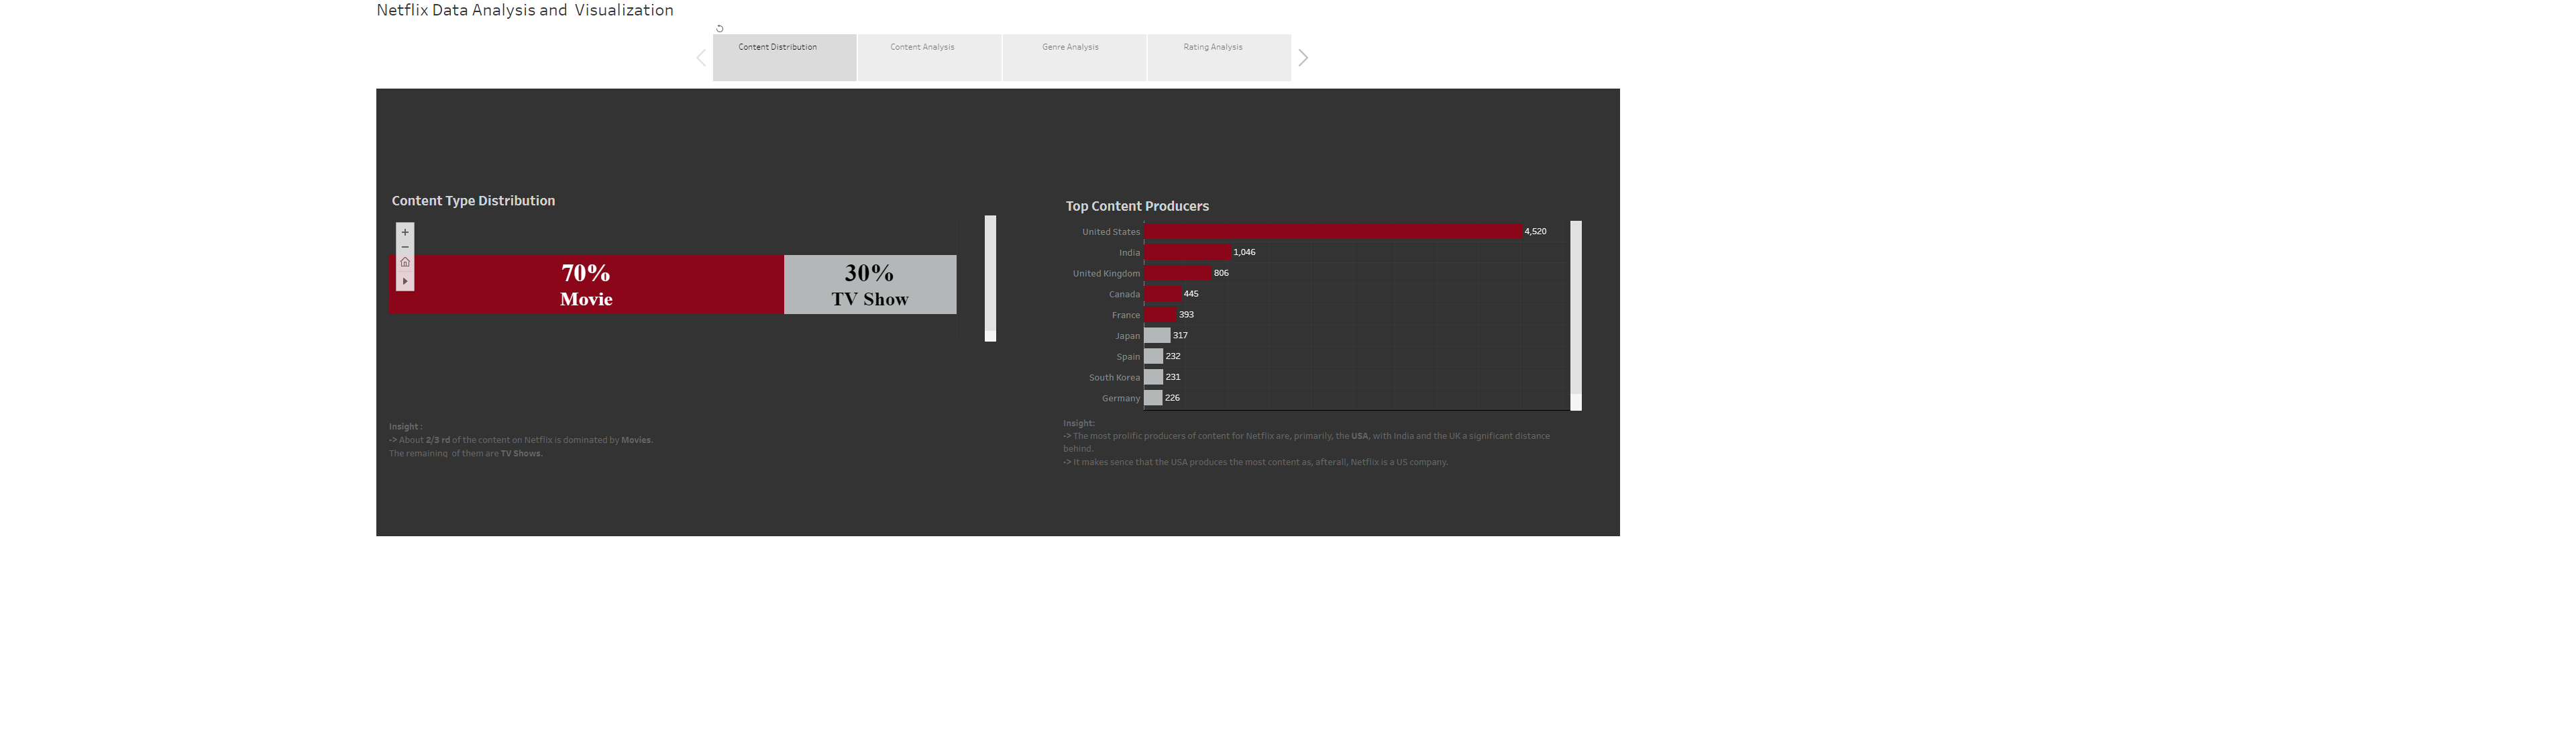 Netflix Data Analysis and  Visualization
Content Distribution
Content Analysis
Genre Analysis
Rating Analysis
Content Type Distribution
70%
Movie
30%
TV Show
Insight :
-> About 2/3 rd of the content on Netflix is dominated by Movies.
The remaining  of them are TV Shows.
Top Content Producers
United States 4,520
India 1,046
United Kingdom 806
Canada 445
France 393
Japan 317
Spain 232
South Korea 231
Germany 226
Insight:
-> The most prolific producers of content for Netflix are, primarily, the USA, with India and the UK a significant distance
behind.
-> It makes sence that the USA produces the most content as, afterall, Netflix is a US company.